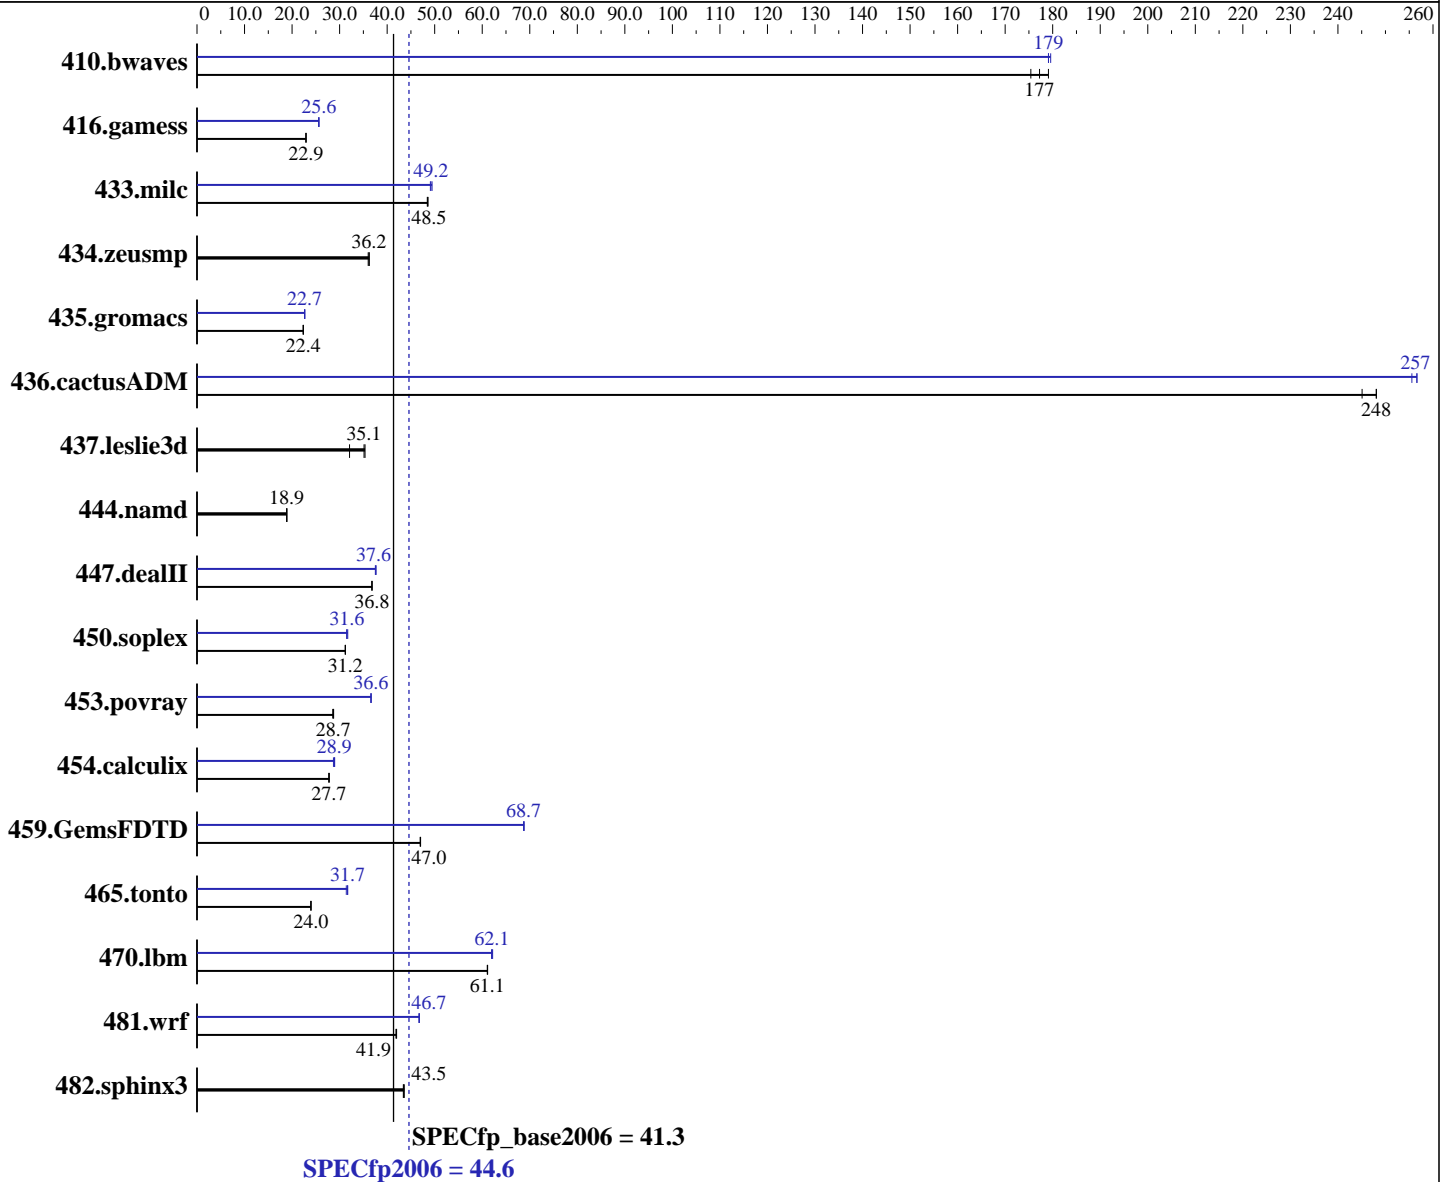 0 10.0 20.0 30.0 40.0 50.0 60.0 70.0 80.0 90.0 100 110 120 130 140 150 160 170 180 190 200 210 220 230 240 260
410.bwaves 179
177
416.gamess 25.6
22.9
433.milc 49.2
48.5
434.zeusmp 36.2
435.gromacs 22.7
22.4
436.cactusADM 257
248
437.leslie3d 35.1
444.namd 18.9
447.dealII 37.6
36.8
450.soplex 31.6
31.2
453.povray 36.6
28.7
454.calculix 28.9
27.7
459.GemsFDTD 68.7
47.0
465.tonto 31.7
24.0
470.lbm 62.1
61.1
481.wrf 46.7
41.9
482.sphinx3 43.5
SPECfp_base2006 = 41.3
SPECfp2006 = 44.6